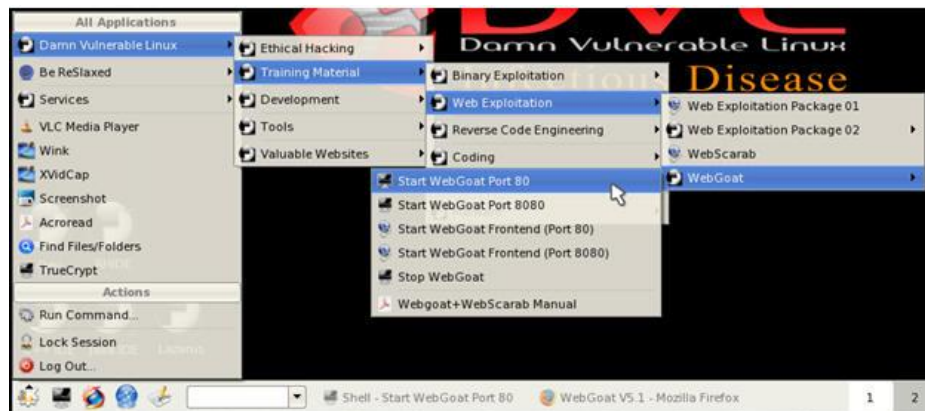 All Applications
Damn Vulnerable Linux
Be ReSlaxed
Services
VLC Media Player
Wink
XVidCap
Screenshot
Acroread
Find Files/Folders
TrueCrypt
Actions
Run Command...
Lock Session
Log Out...
Ethical Hacking
Training Material
Development
Tools
Valuable Websites
Binary Exploitation
Web Exploitation
Reverse Code Engineering
Coding
Web Exploitation Package 01
Web Exploitation Package 02
WebScarab
WebGoat
Start WebGoat Port 80
Start WebGoat Port 8080
Start WebGoat Frontend (Port 80)
Start WebGoat Frontend (Port 8080)
Stop WebGoat
Webgoat+WebScarab Manual
Damn Vulnerable Linux
Disease
Shell - Start WebGoat Port 80
WebGoat V5.1 - Mozilla Firefox
1
2